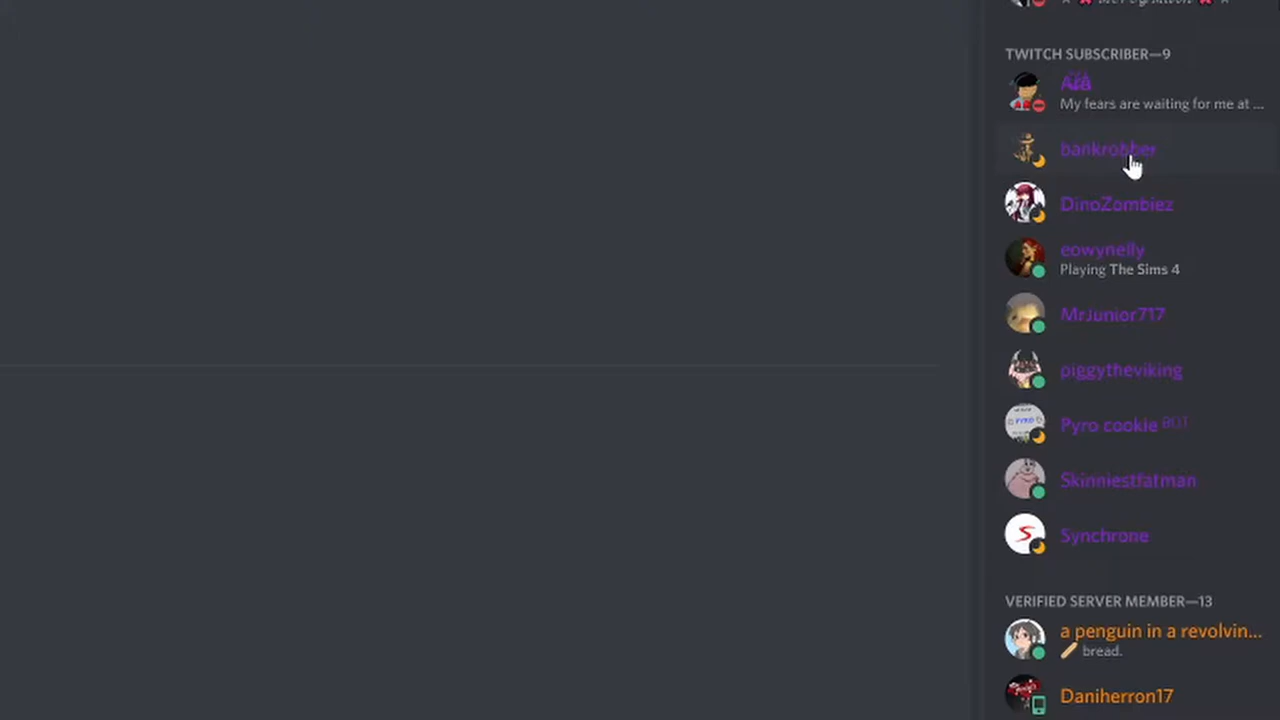 TWITCH SUBSCRIBER—9
My fears are waiting for me at ...
bankrobber
DinoZombiez
eowynelly
Playing The Sims 4
MrJunior717
piggytheviking
Pyro cookie BOT
Skinniestfatman
Synchrone
VERIFIED SERVER MEMBER—13
a penguin in a revolvin...
bread.
Daniherron17